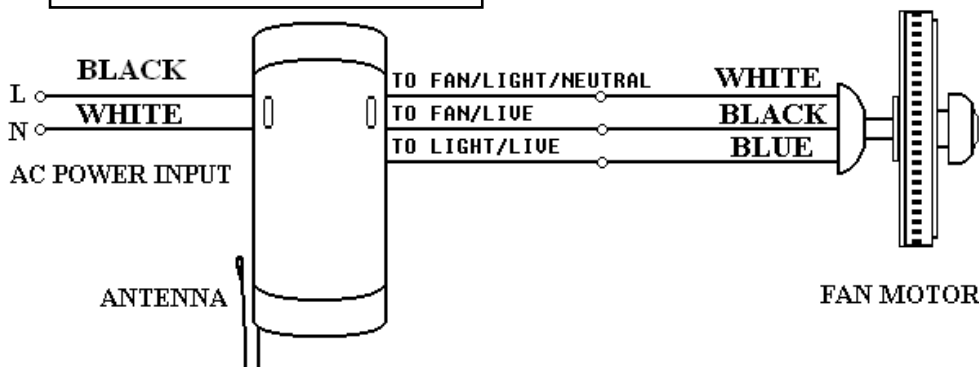 BLACK
L
WHITE
N
AC POWER INPUT
ANTENNA
TO FAN/LIGHT/NEUTRAL
WHITE
TO FAN/LIVE
BLACK
TO LIGHT/LIVE
BLUE
FAN MOTOR